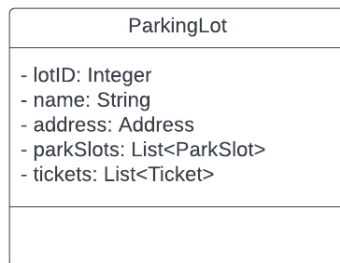 ParkingLot
- lotID: Integer
- name: String
- address: Address
- parkSlots: List<ParkSlot>
- tickets: List<Ticket>